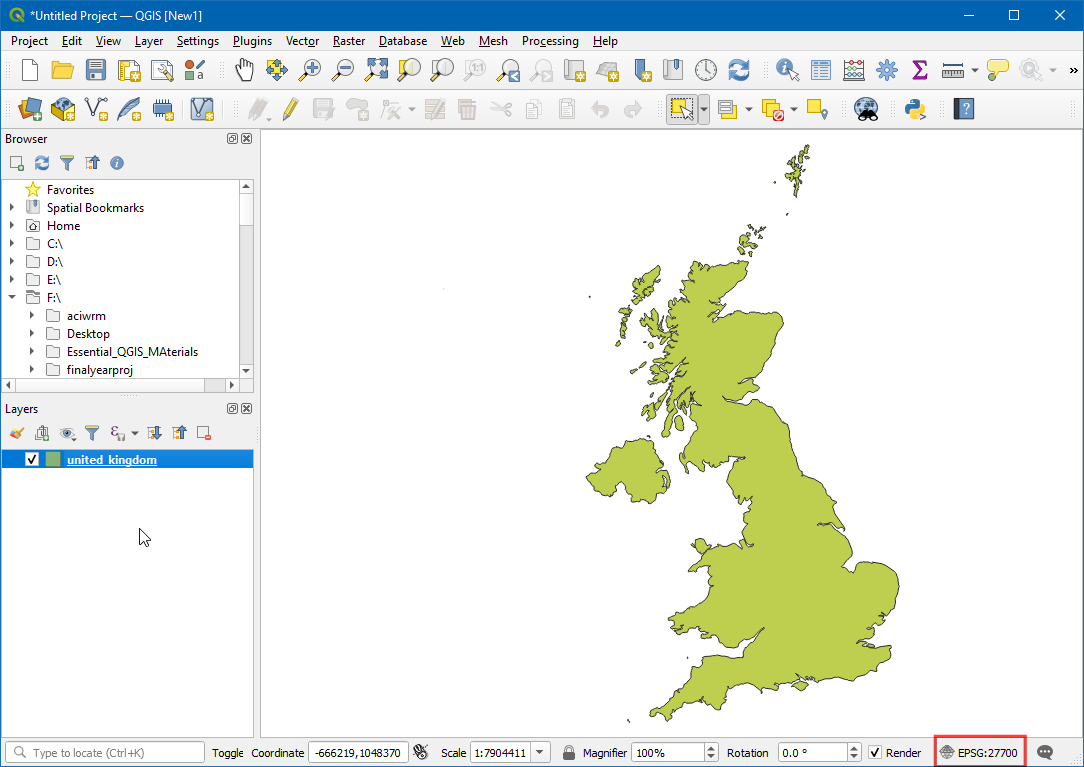 *Untitled Project — QGIS [New1]
Project Edit View Layer Settings Plugins Vector Raster Database Web Mesh Processing Help
1:1
»
a
Browser
Favorites
Spatial Bookmarks
Home
C:\
D:\
E:\
F:\
aciwrm
Desktop
Essential_QGIS_MAterials
finalyearproj
Layers
united_kingdom
Type to locate (Ctrl+K) Toggle Coordinate -666219,1048370 Scale 1:7904411 Magnifier 100% Rotation 0.0 ° Render EPSG:27700